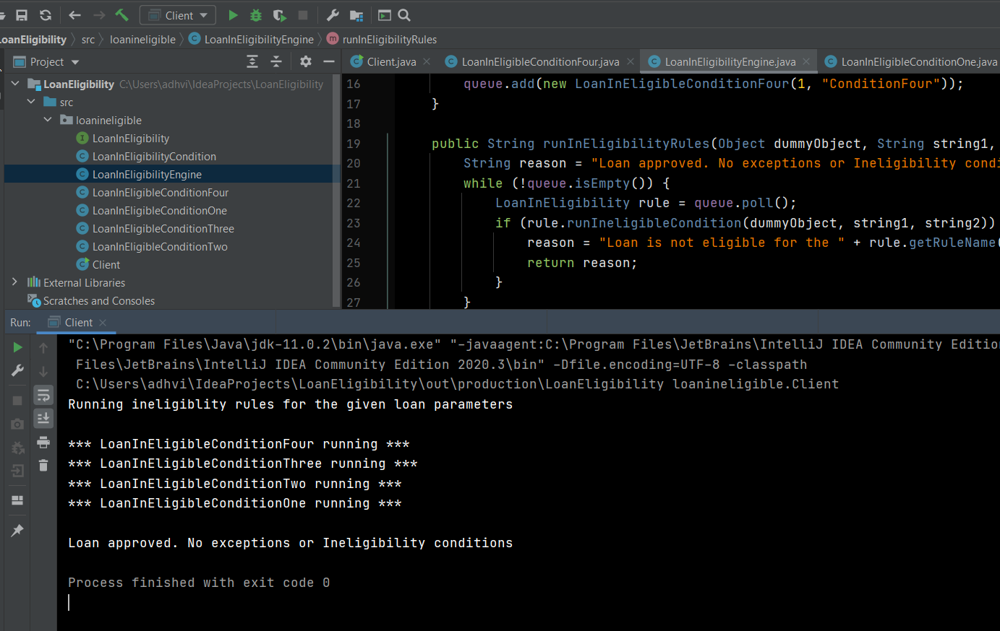 Client
LoanEligibility src loanineligible LoanInEligibilityEngine runInEligibilityRules
Project
Client.java LoanInEligibleConditionFour.java LoanInEligibilityEngine.java LoanInEligibleConditionOne.java
LoanEligibility C:\Users\adhvi\IdeaProjects\LoanEligibility
src
loanineligible
LoanInEligibility
LoanInEligibilityCondition
LoanInEligibilityEngine
LoanInEligibleConditionFour
LoanInEligibleConditionOne
LoanInEligibleConditionThree
LoanInEligibleConditionTwo
Client
External Libraries
Scratches and Consoles
16 queue.add(new LoanInEligibleConditionFour(1, "ConditionFour"));
17 }
18
19 public String runInEligibilityRules(Object dummyObject, String string1,
20 String reason = "Loan approved. No exceptions or Ineligibility condi
21 while (!queue.isEmpty()) {
22 LoanInEligibility rule = queue.poll();
23 if (rule.runIneligibleCondition(dummyObject, string1, string2))
24 reason = "Loan is not eligible for the " + rule.getRuleName(
25 return reason;
26 }
27 }
Run: Client
"C:\Program Files\Java\jdk-11.0.2\bin\java.exe" "-javaagent:C:\Program Files\JetBrains\IntelliJ IDEA Community Edition
Files\JetBrains\IntelliJ IDEA Community Edition 2020.3\bin" -Dfile.encoding=UTF-8 -classpath
C:\Users\adhvi\IdeaProjects\LoanEligibility\out\production\LoanEligibility loanineligible.Client
Running ineligiblity rules for the given loan parameters
*** LoanInEligibleConditionFour running ***
*** LoanInEligibleConditionThree running ***
*** LoanInEligibleConditionTwo running ***
*** LoanInEligibleConditionOne running ***
Loan approved. No exceptions or Ineligibility conditions
Process finished with exit code 0